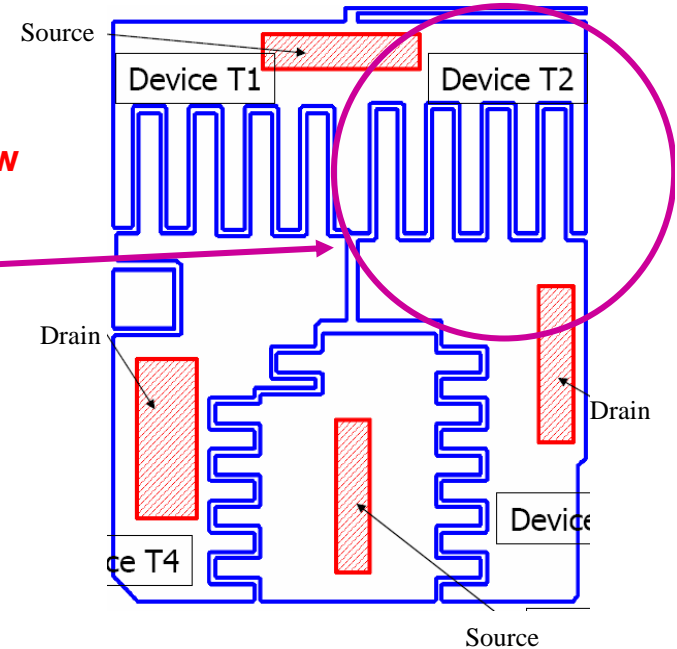 Source
Device T1
Device T2
w
Drain
Drain
Device
ce T4
Source